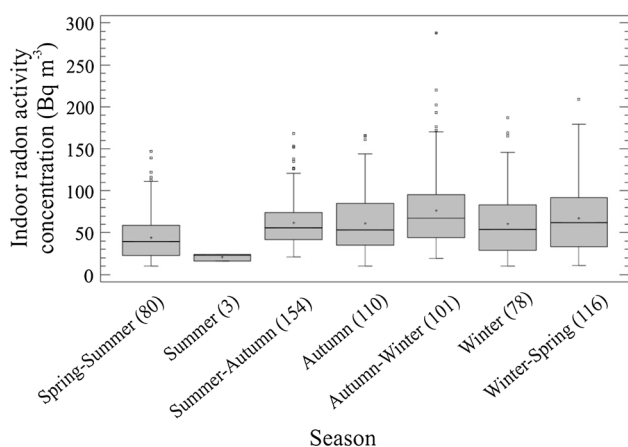 Indoor radon activity
concentration (Bq m⁻³)
300
250
200
150
100
50
0
Spring-Summer (80)
Summer (3)
Summer-Autumn (154)
Autumn (110)
Autumn-Winter (101)
Winter (78)
Winter-Spring (116)
Season